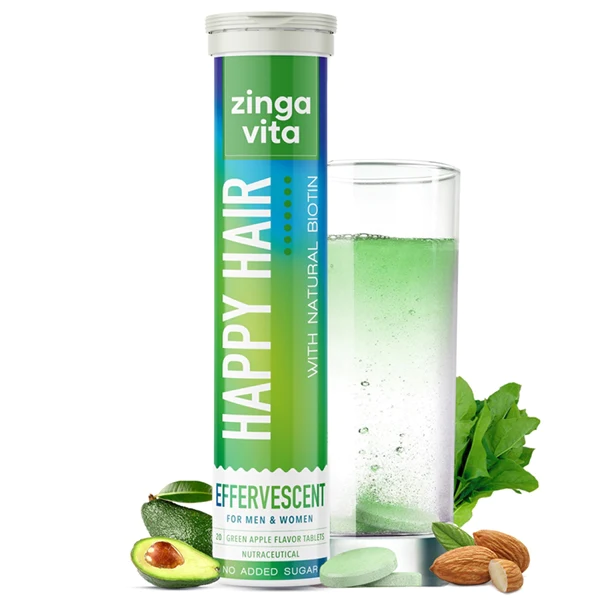 zinga
vita
HAPPY HAIR
WITH NATURAL BIOTIN
EFFERVESCENT
FOR MEN & WOMEN
20 GREEN APPLE FLAVOR TABLETS
NUTRACEUTICAL
NO ADDED SUGAR